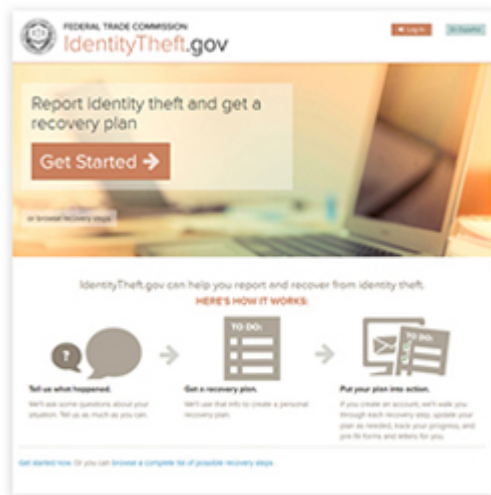 FEDERAL TRADE COMMISSION
IdentityTheft.gov
Log In
En Español
Report identity theft and get a
recovery plan
Get Started
or browse recovery steps
IdentityTheft.gov can help you report and recover from identity theft.
HERE'S HOW IT WORKS:
?
TO DO:
Tell us what happened.
We'll ask some questions about your
situation. Tell us as much as you can.
Get a recovery plan.
We'll use that info to create a personal
recovery plan.
Put your plan into action.
If you create an account, we'll walk you
through each recovery step, update your
plan as needed, track your progress, and
pre-fill forms and letters for you.
Get started now. Or you can browse a complete list of possible recovery steps.